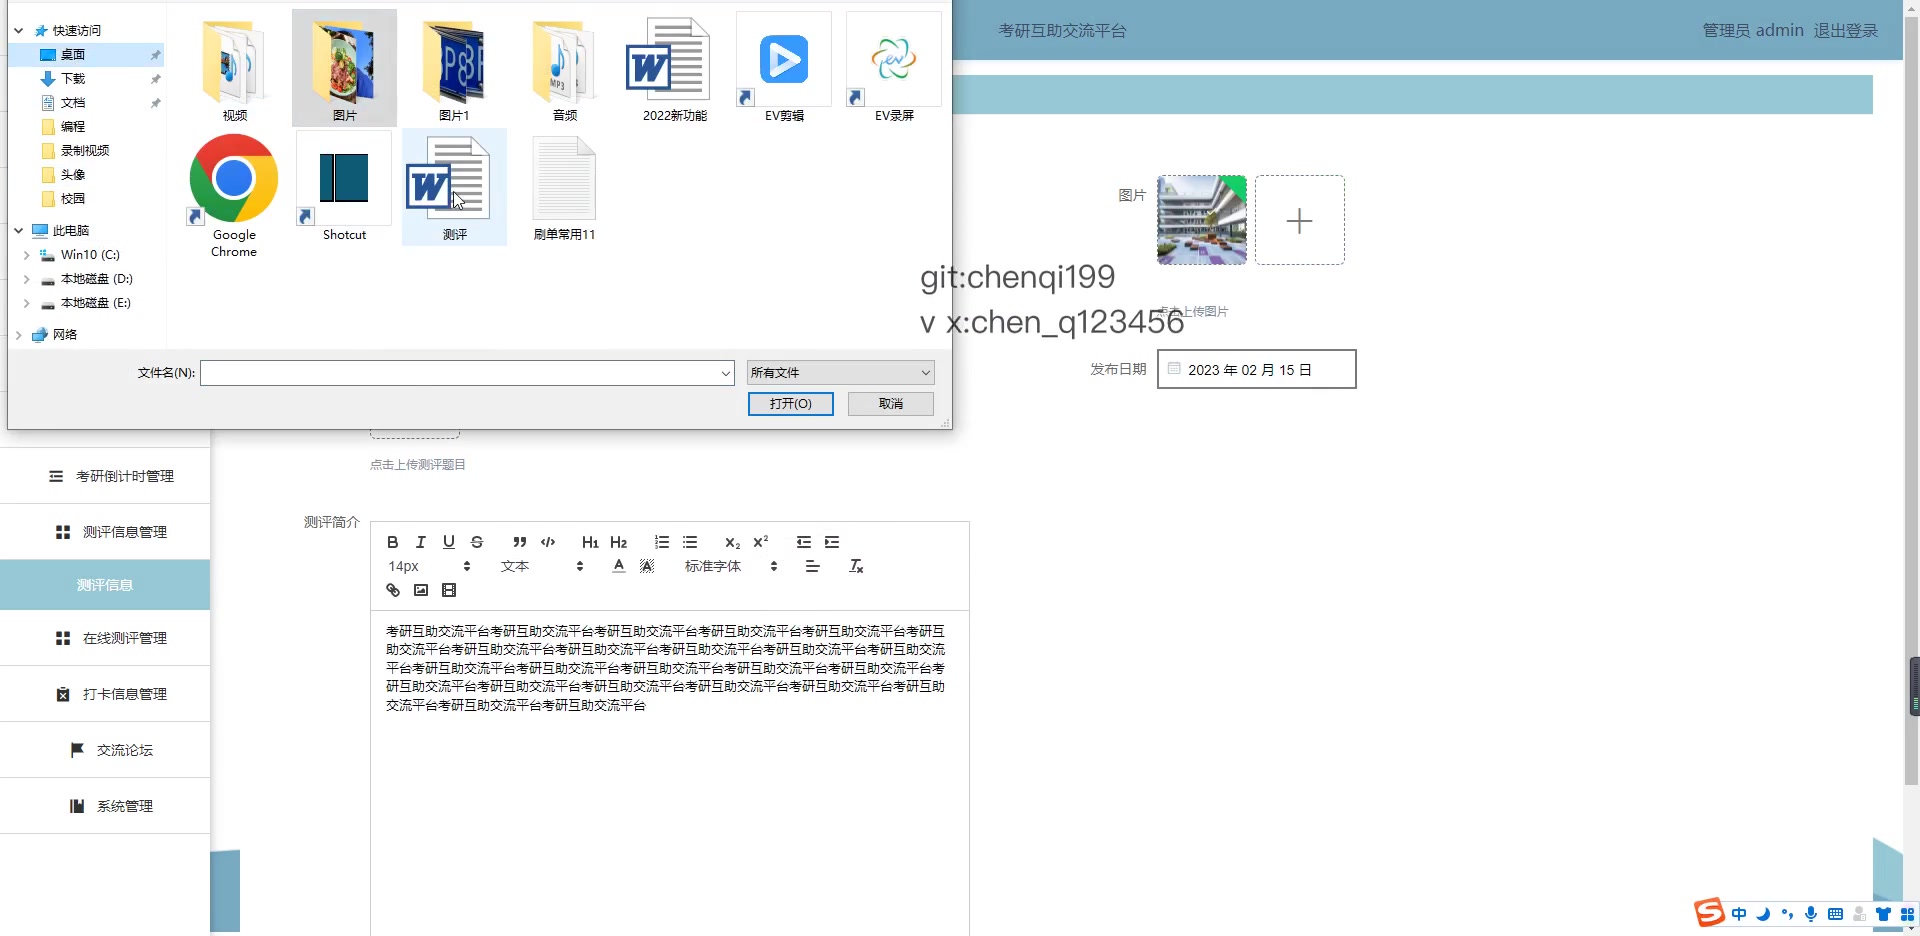 考研互助交流平台
管理员 admin 退出登录
快速访问
桌面
下载
文档
编程
录制视频
头像
校园
此电脑
Win10 (C:)
本地磁盘 (D:)
本地磁盘 (E:)
网络
视频
图片
图片1
音频
2022新功能
EV剪辑
EV录屏
Google Chrome
Shotcut
测评
刷单常用11
文件名(N):
所有文件
打开(O)
取消
图片
点击上传图片
git:chenqi199
v x:chen_q123456
发布日期
2023 年 02 月 15 日
点击上传测评题目
考研倒计时管理
测评信息管理
测评信息
在线测评管理
打卡信息管理
交流论坛
系统管理
测评简介
14px
文本
标准字体
考研互助交流平台考研互助交流平台考研互助交流平台考研互助交流平台考研互助交流平台考研互
助交流平台考研互助交流平台考研互助交流平台考研互助交流平台考研互助交流平台考研互助交流
平台考研互助交流平台考研互助交流平台考研互助交流平台考研互助交流平台考研互助交流平台考
研互助交流平台考研互助交流平台考研互助交流平台考研互助交流平台考研互助交流平台考研互助
交流平台考研互助交流平台考研互助交流平台
中